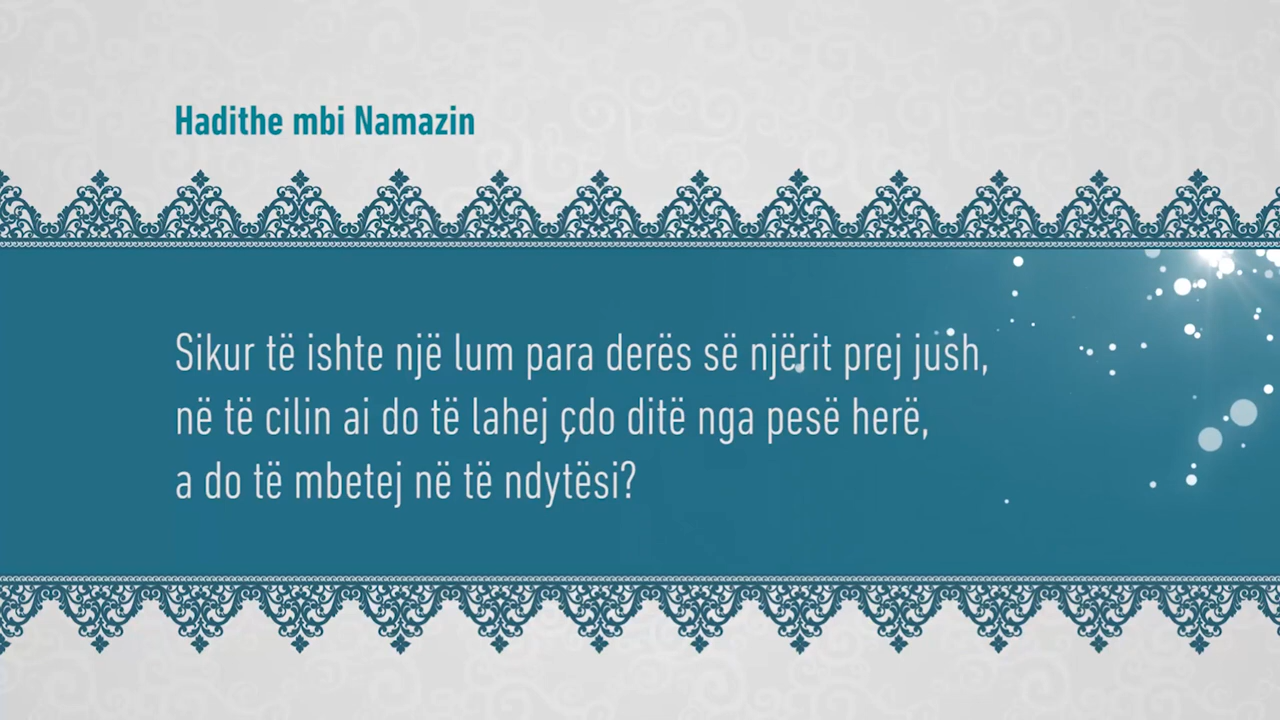 Hadithe mbi Namazin
Sikur të ishte një lum para derës së njërit prej jush,
në të cilin ai do të lahej çdo ditë nga pesë herë,
a do të mbetej në të ndytësi?